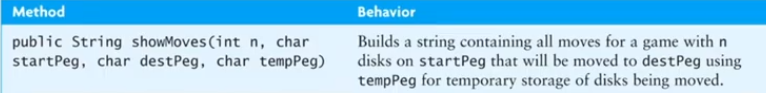 Method Behavior
public String showMoves(int n, char Builds a string containing all moves for a game with n
startPeg, char destPeg, char tempPeg) disks on startPeg that will be moved to destPeg using
tempPeg for temporary storage of disks being moved.